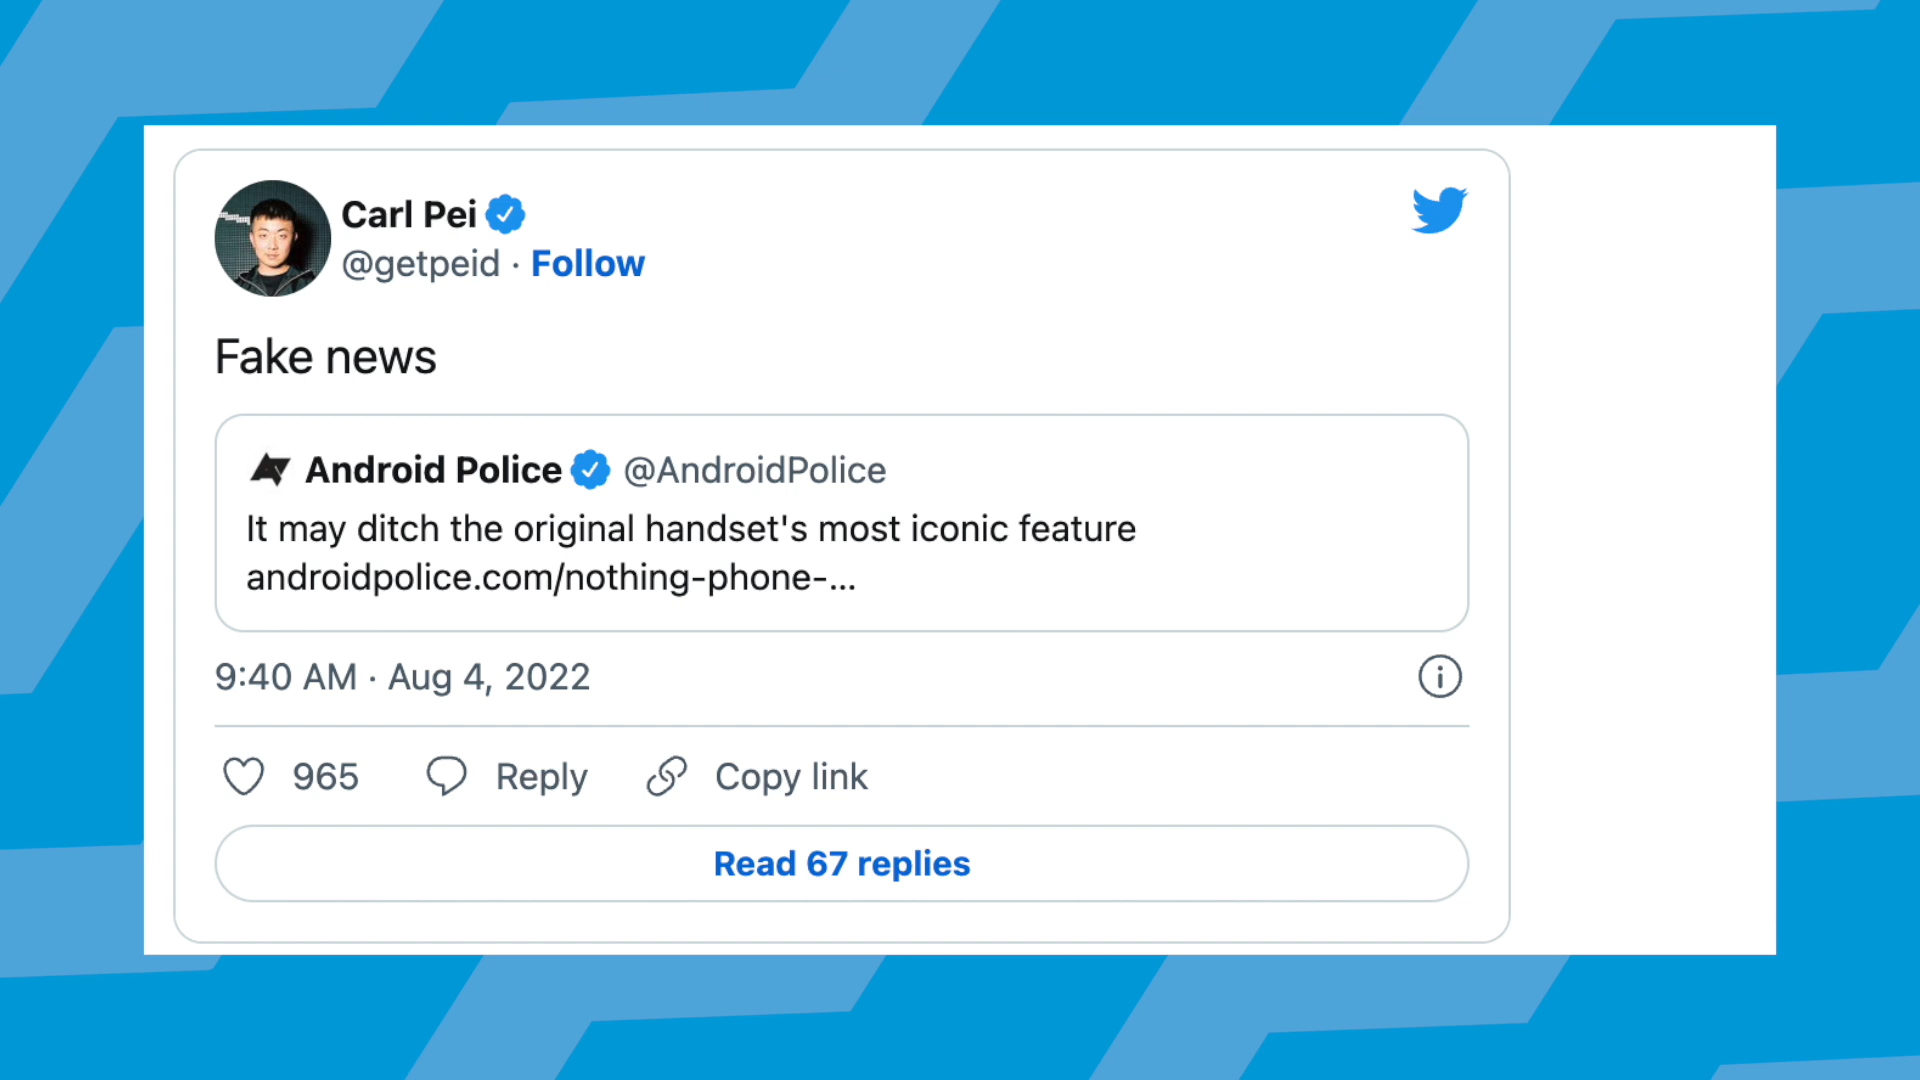 Carl Pei
@getpeid · Follow
Fake news
Android Police @AndroidPolice
It may ditch the original handset's most iconic feature
androidpolice.com/nothing-phone-...
9:40 AM · Aug 4, 2022
965 Reply Copy link
Read 67 replies